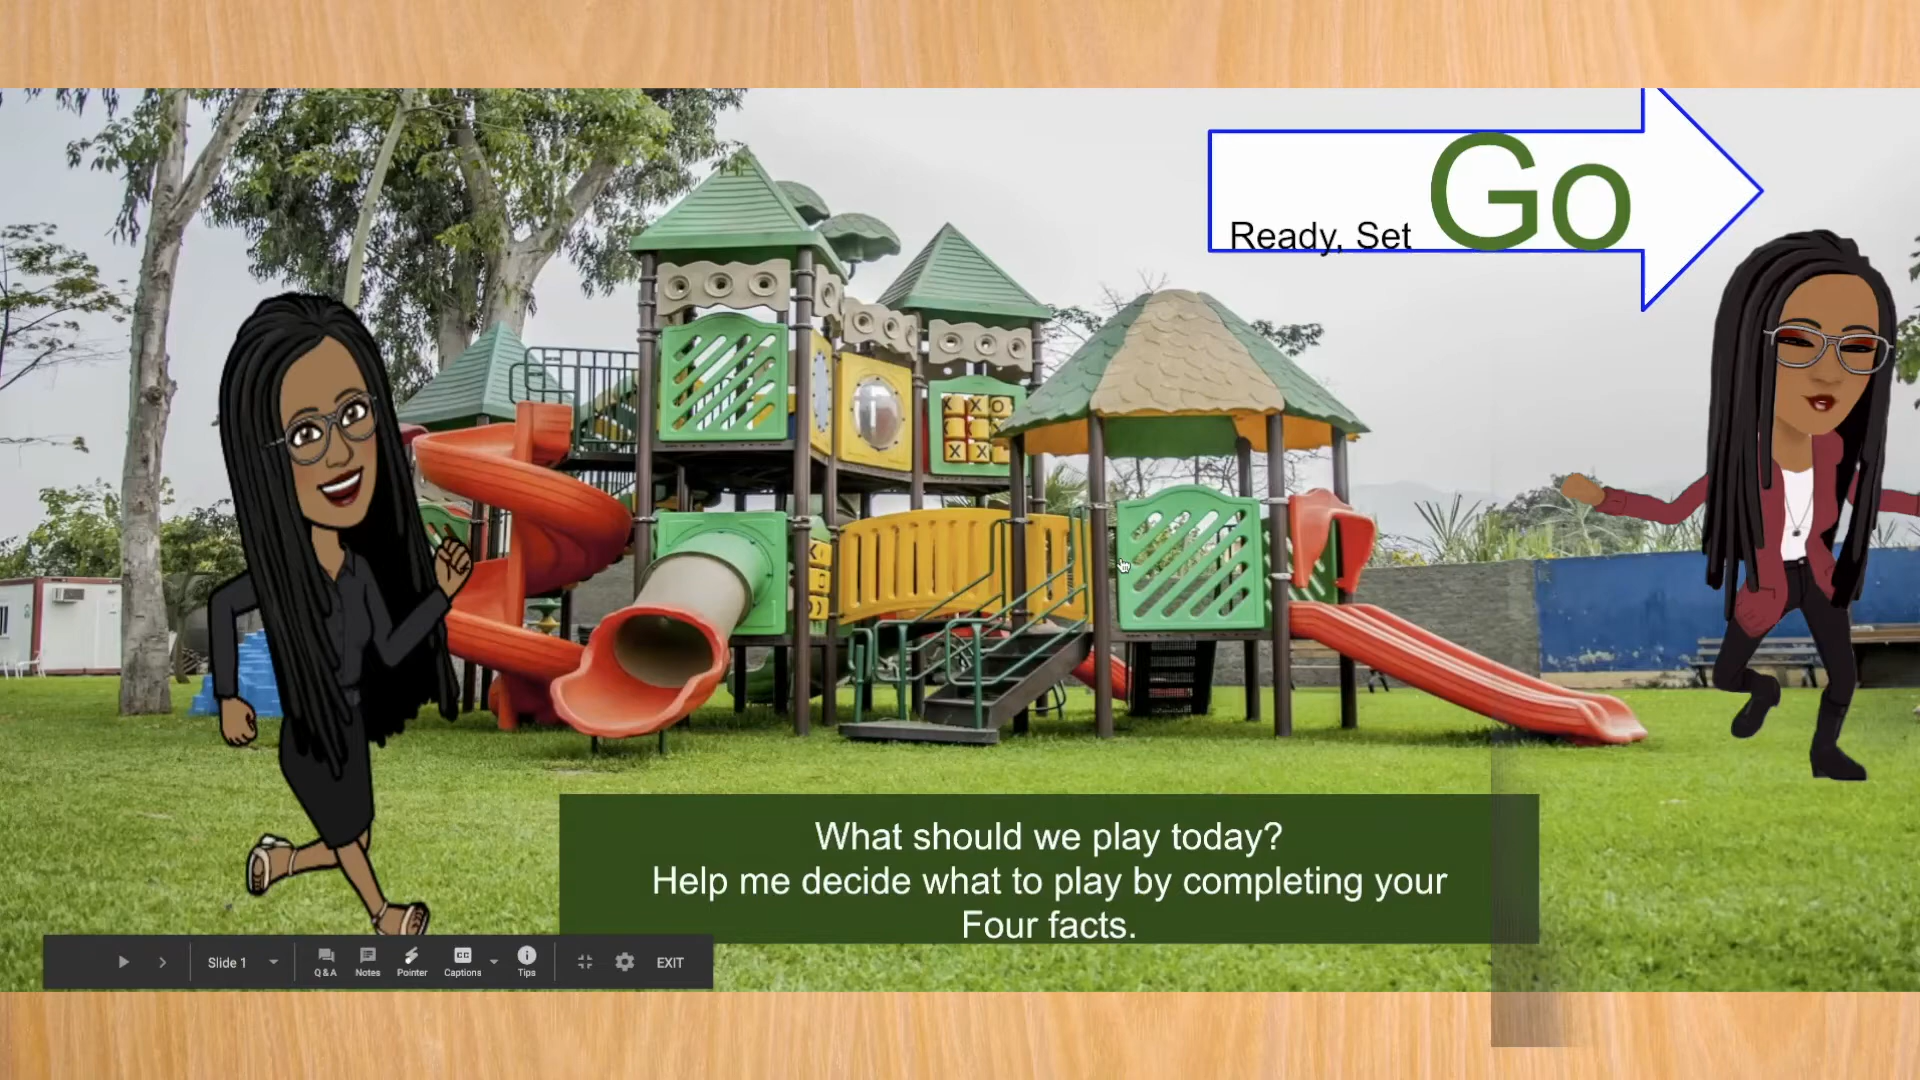 Ready, Set Go
X X O
X X
What should we play today?
Help me decide what to play by completing your
Four facts.
Slide 1
Q&A
Notes
Pointer
CC
Captions
Tips
EXIT